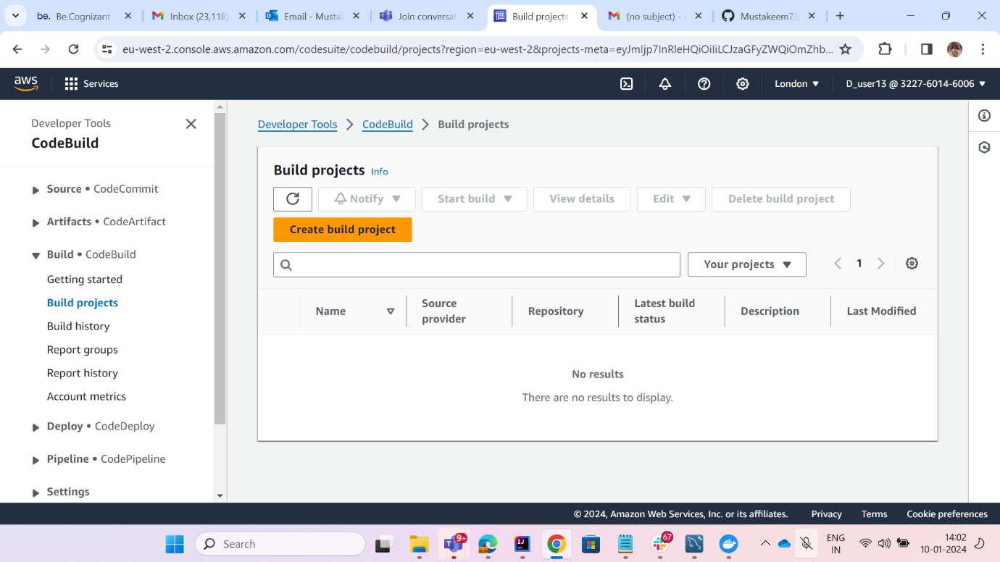 be. Be.Cognizant -
Inbox (23,118)
Email - Musta
Join conversat
Build projects
(no subject) -
Mustakeem73
eu-west-2.console.aws.amazon.com/codesuite/codebuild/projects?region=eu-west-2&projects-meta=eyJmIjp7InRleHQiOiIiLCJzaGFyZWQiOmZhb...
aws
Services
London
D_user13 @ 3227-6014-6006
Developer Tools
CodeBuild
Source • CodeCommit
Artifacts • CodeArtifact
Build • CodeBuild
Getting started
Build projects
Build history
Report groups
Report history
Account metrics
Deploy • CodeDeploy
Pipeline • CodePipeline
Settings
Developer Tools
CodeBuild
Build projects
Build projects Info
Notify
Start build
View details
Edit
Delete build project
Create build project
Your projects
1
Name
Source provider
Repository
Latest build status
Description
Last Modified
No results
There are no results to display.
© 2024, Amazon Web Services, Inc. or its affiliates.
Privacy
Terms
Cookie preferences
Search
9+
67
ENG
IN
14:02
10-01-2024